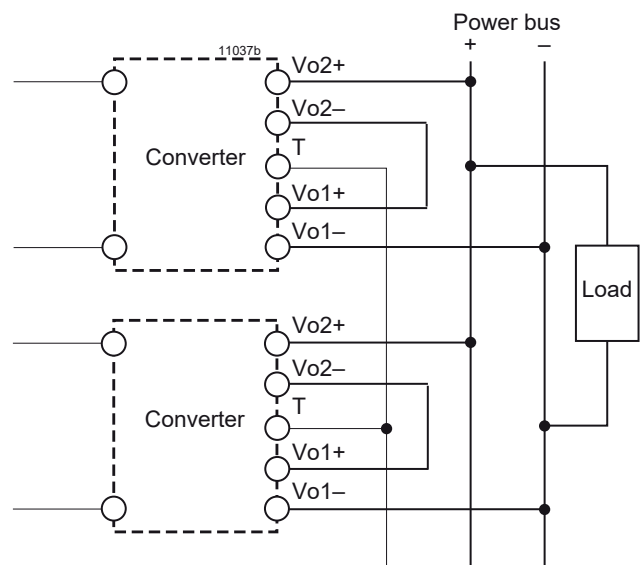 Power bus
+ –
11037b
Vo2+
Vo2–
Converter
T
Vo1+
Vo1–
Load
Vo2+
Vo2–
Converter
T
Vo1+
Vo1–